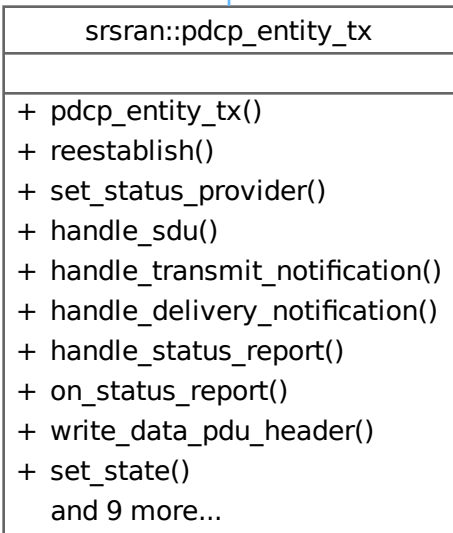 srsran::pdcp_entity_tx
+ pdcp_entity_tx()
+ reestablish()
+ set_status_provider()
+ handle_sdu()
+ handle_transmit_notification()
+ handle_delivery_notification()
+ handle_status_report()
+ on_status_report()
+ write_data_pdu_header()
+ set_state()
and 9 more...